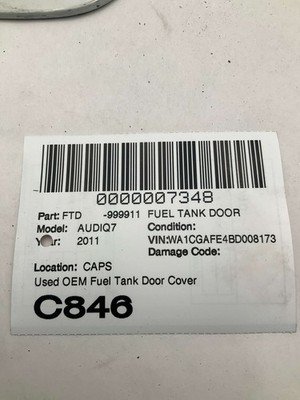 0000007348
Part: FTD -999911 FUEL TANK DOOR
Model: AUDIQ7 Condition:
Year: 2011 VIN:WA1CGAFE4BD008173
Damage Code:
Location: CAPS
Used OEM Fuel Tank Door Cover
C846